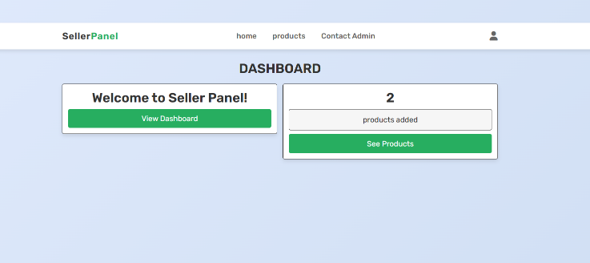 SellerPanel home products Contact Admin
DASHBOARD
Welcome to Seller Panel!
View Dashboard
2
products added
See Products